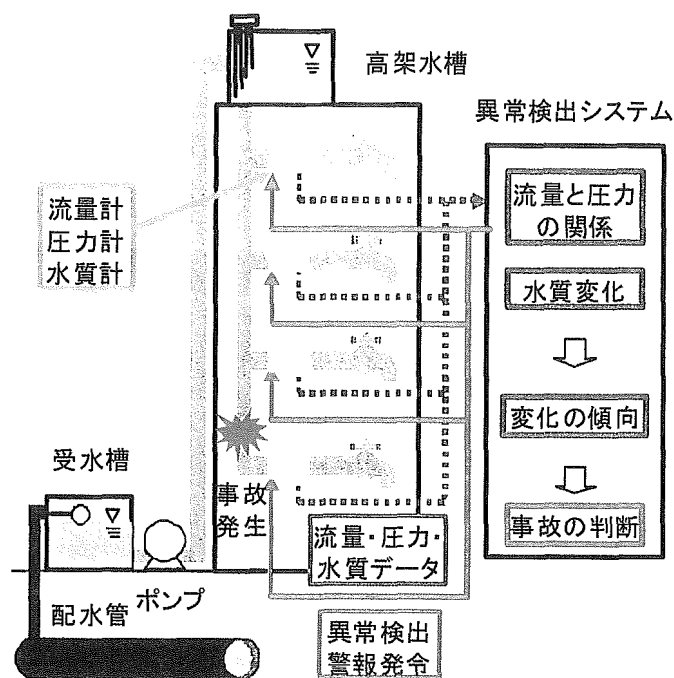 高架水槽
異常検出システム
流量計
圧力計
水質計
流量と圧力
の関係
水質変化
変化の傾向
事故の判断
受水槽
事故
発生
流量・圧力・
水質データ
ポンプ
配水管
異常検出
警報発令